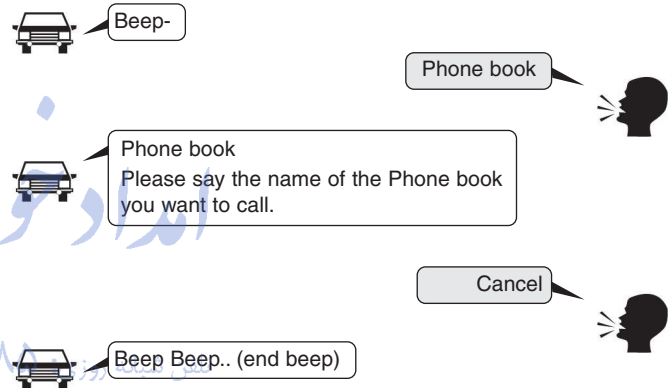 Beep-
Phone book
Phone book
Please say the name of the Phone book
you want to call.
Cancel
Beep Beep.. (end beep)